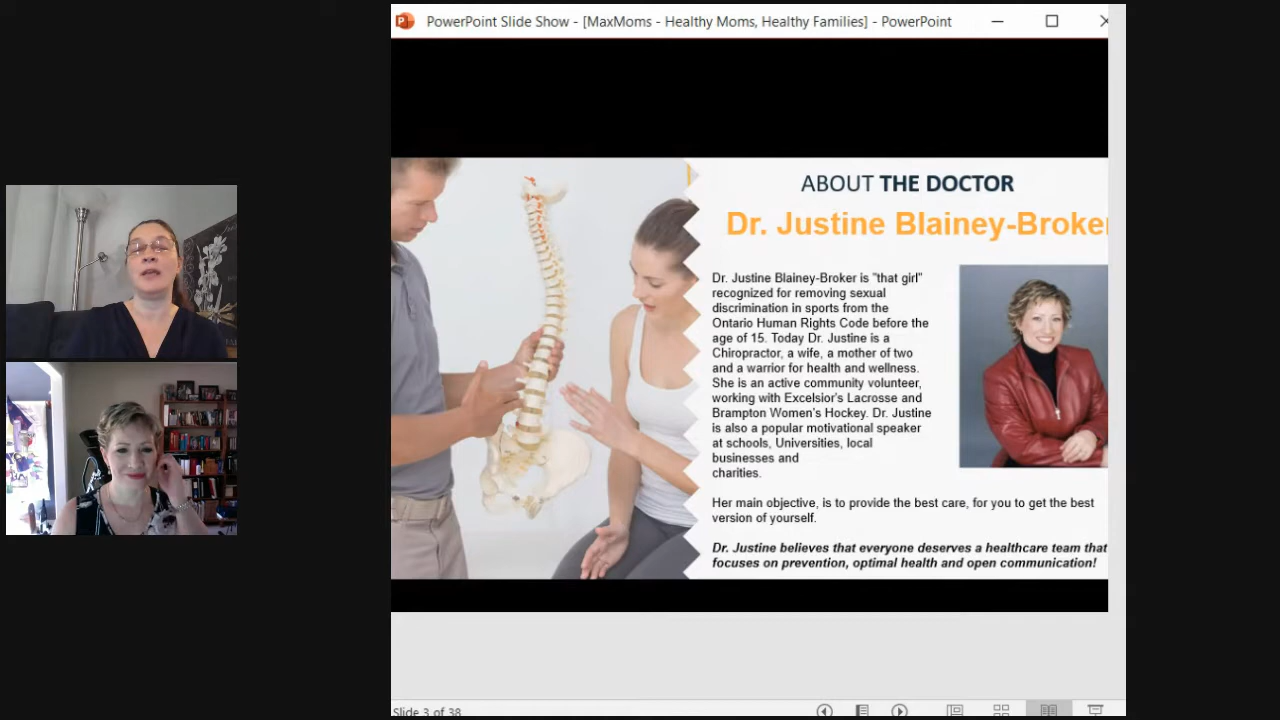 PowerPoint Slide Show - [MaxMoms - Healthy Moms, Healthy Families] - PowerPoint
ABOUT THE DOCTOR
Dr. Justine Blainey-Broker
Dr. Justine Blainey-Broker is "that girl"
recognized for removing sexual
discrimination in sports from the
Ontario Human Rights Code before the
age of 15. Today Dr. Justine is a
Chiropractor, a wife, a mother of two
and a warrior for health and wellness.
She is an active community volunteer,
working with Excelsior's Lacrosse and
Brampton Women's Hockey. Dr. Justine
is also a popular motivational speaker
at schools, Universities, local
businesses and
charities.
Her main objective, is to provide the best care, for you to get the best
version of yourself.
Dr. Justine believes that everyone deserves a healthcare team that
focuses on prevention, optimal health and open communication!
Slide 3 of 38